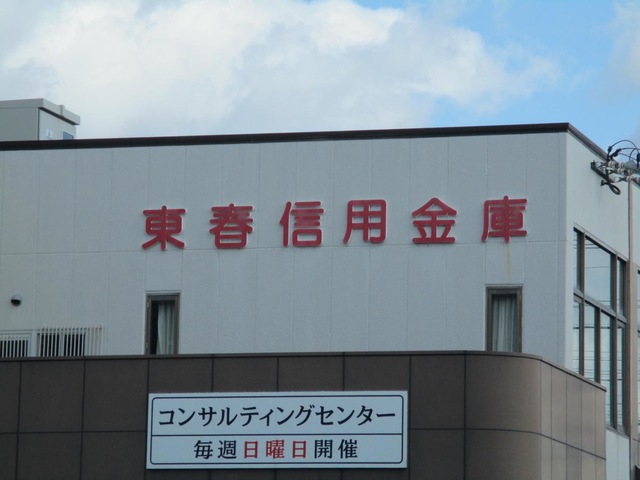 東春信用金庫
コンサルティングセンター
毎週日曜日開催